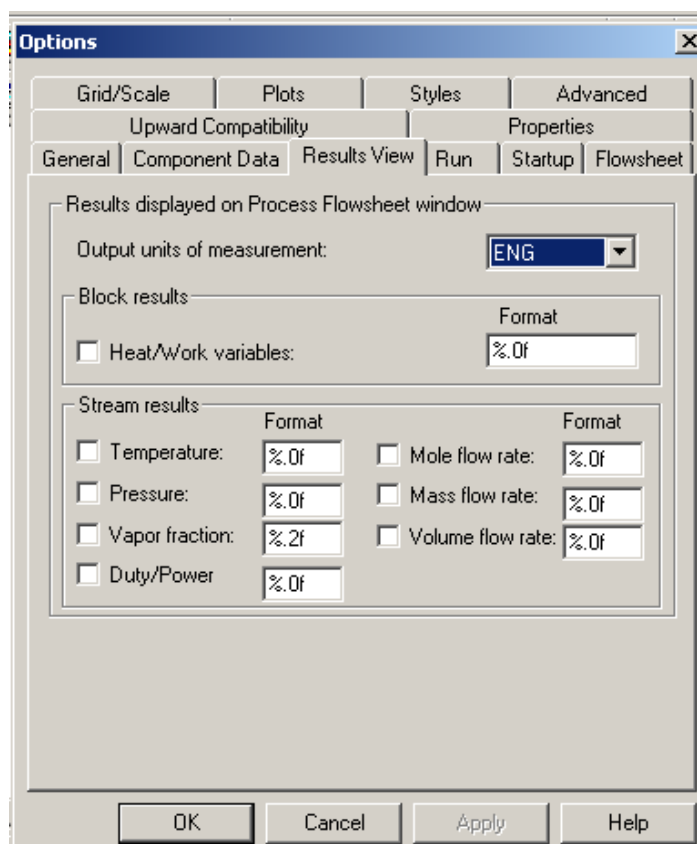 Options
Grid/Scale Plots Styles Advanced
Upward Compatibility Properties
General Component Data Results View Run Startup Flowsheet
Results displayed on Process Flowsheet window
Output units of measurement: ENG
Block results
Format
Heat/Work variables: %.0f
Stream results
Format Format
Temperature: %.0f Mole flow rate: %.0f
Pressure: %.0f Mass flow rate: %.0f
Vapor fraction: %.2f Volume flow rate: %.0f
Duty/Power %.0f
OK Cancel Apply Help